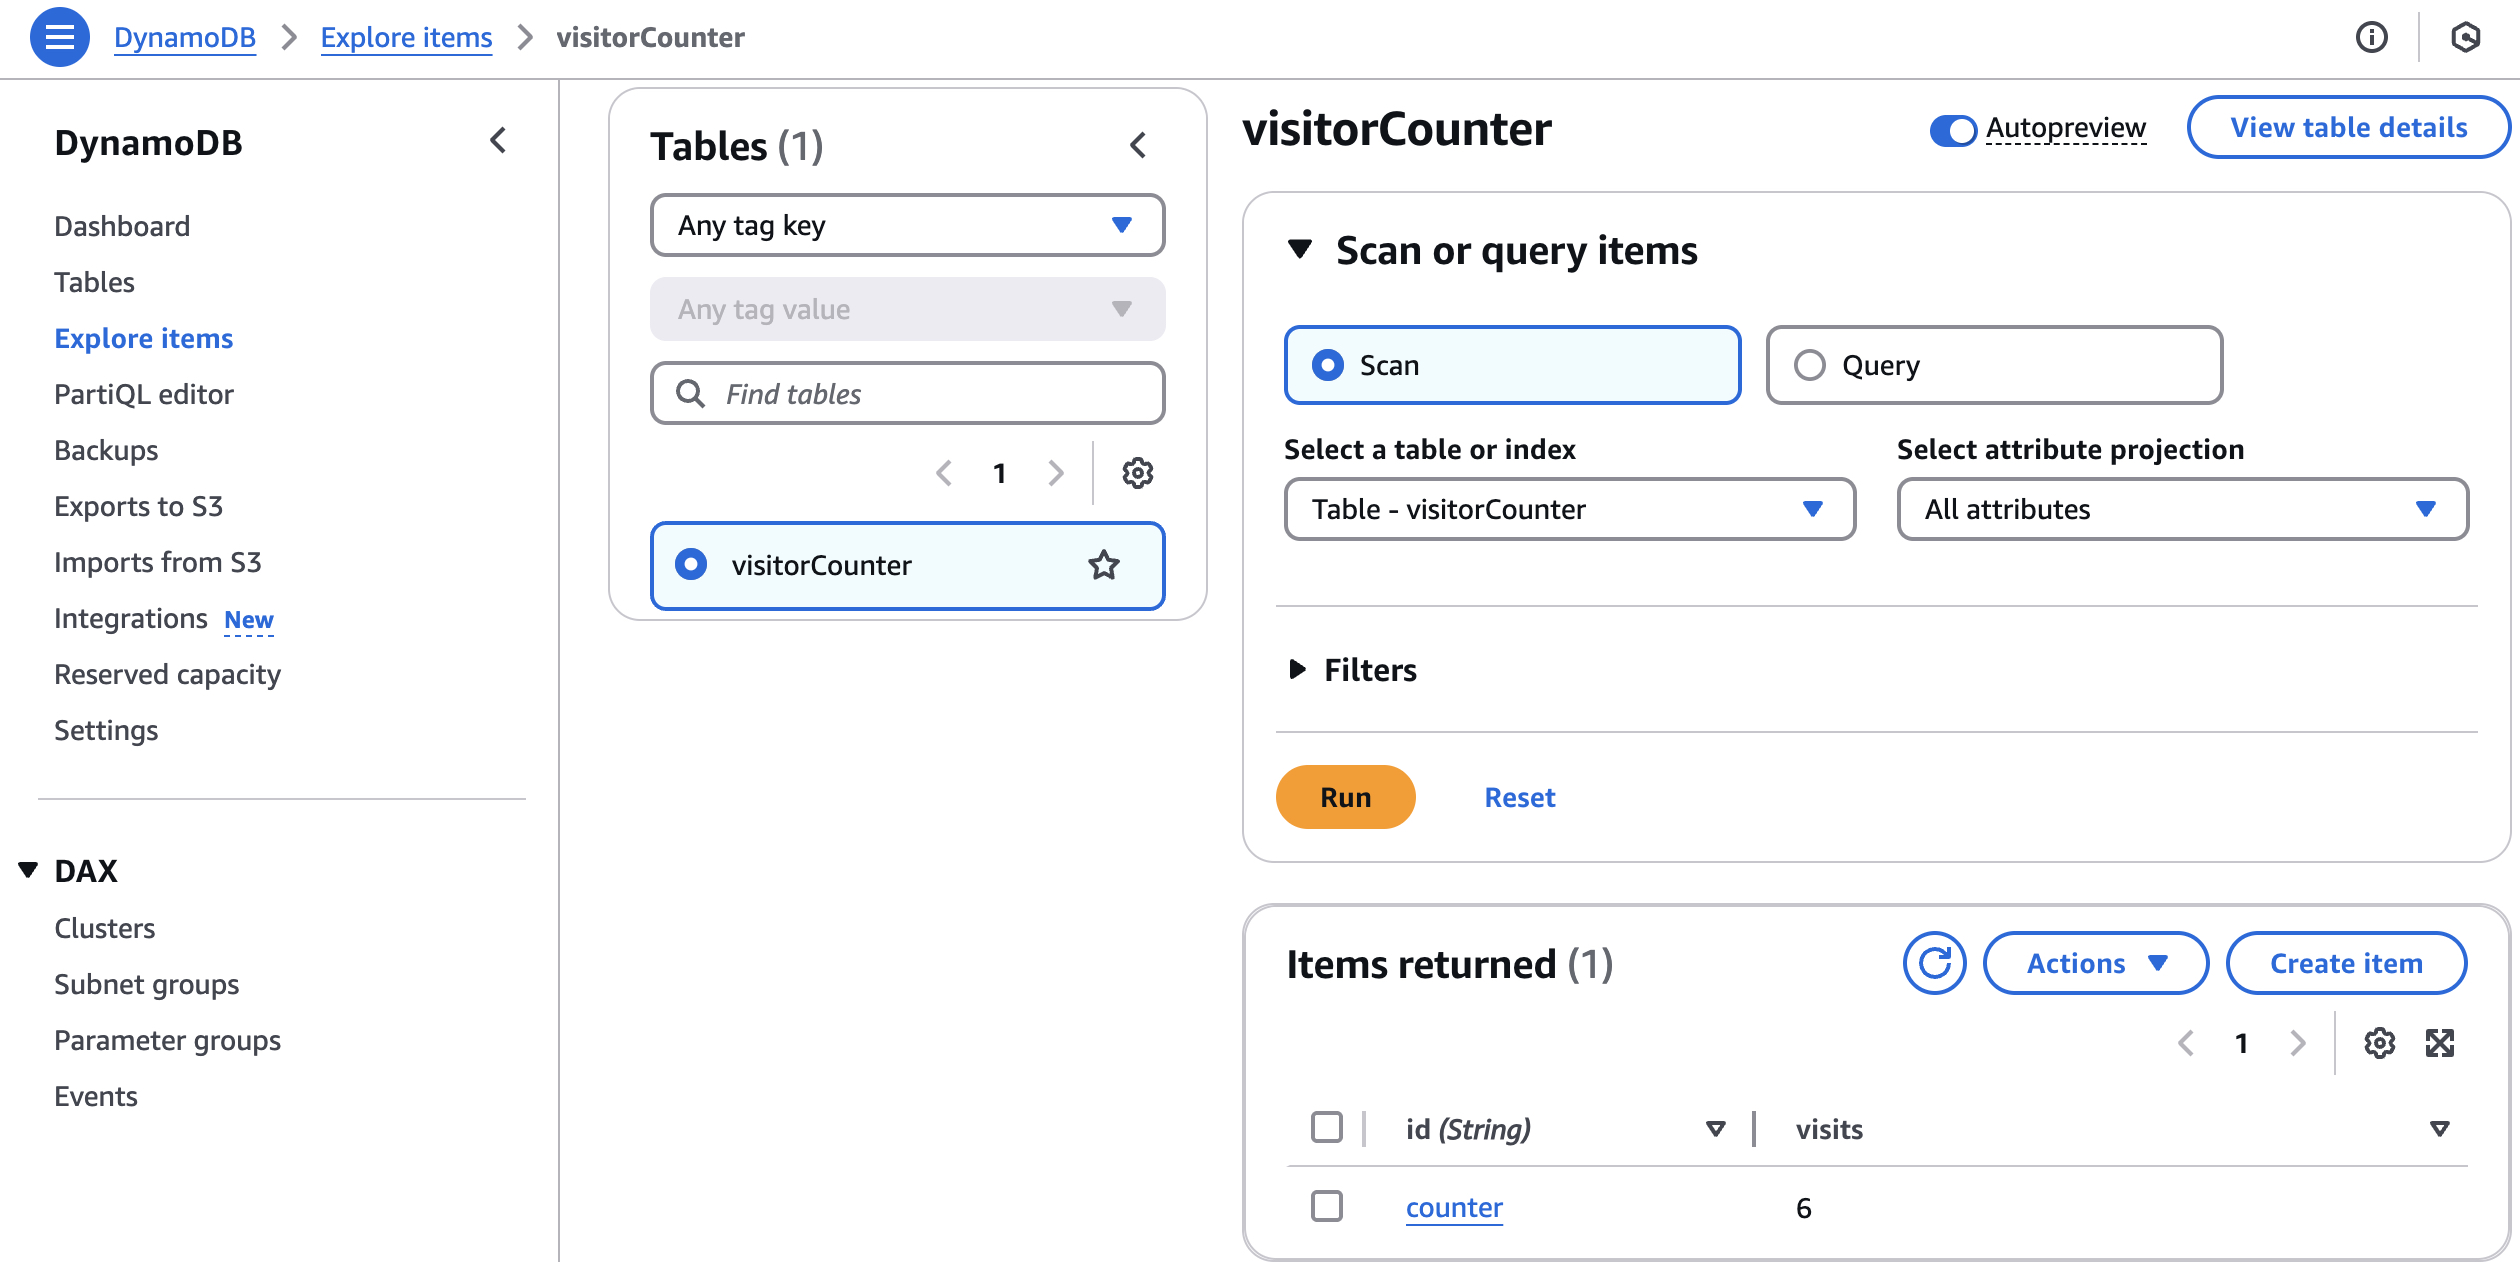 DynamoDB
Explore items
visitorCounter
DynamoDB
Dashboard
Tables
Explore items
PartiQL editor
Backups
Exports to S3
Imports from S3
Integrations New
Reserved capacity
Settings
DAX
Clusters
Subnet groups
Parameter groups
Events
Tables (1)
Any tag key
Any tag value
Find tables
1
visitorCounter
visitorCounter
Autopreview
View table details
Scan or query items
Scan
Query
Select a table or index
Select attribute projection
Table - visitorCounter
All attributes
Filters
Run
Reset
Items returned (1)
Actions
Create item
1
id (String)
visits
counter
6